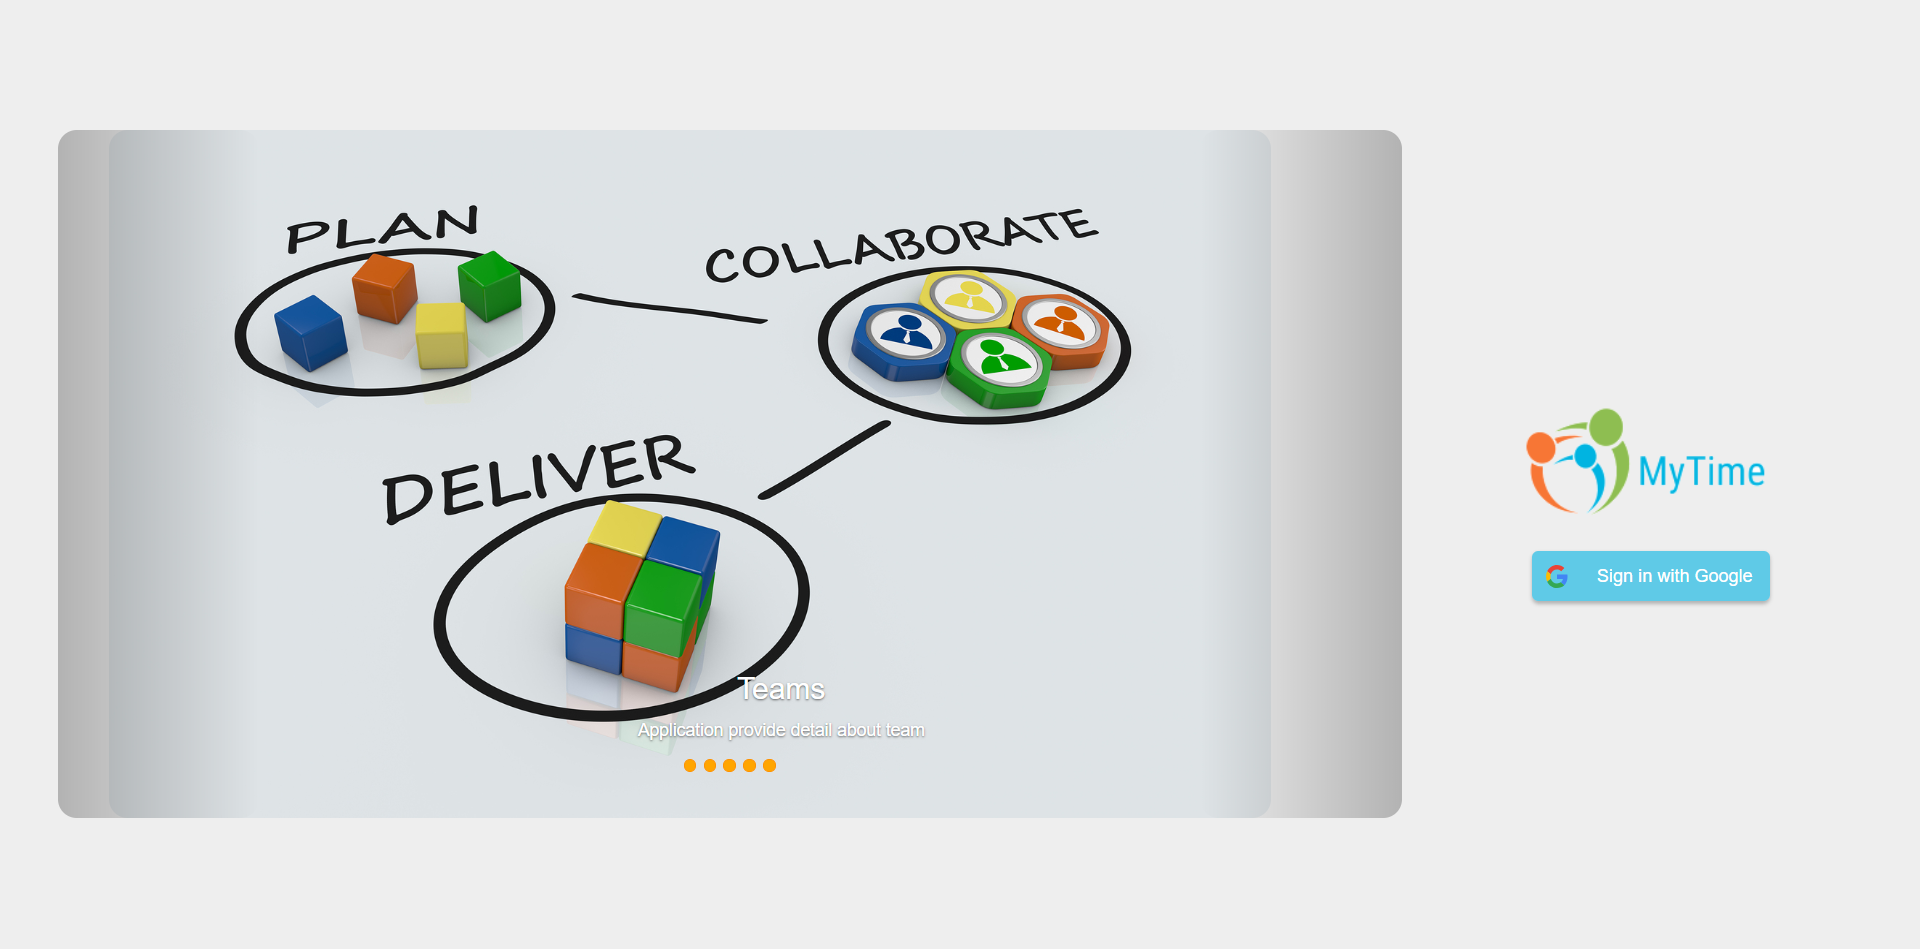 PLAN
COLLABORATE
DELIVER
Teams
Application provide detail about team
MyTime
Sign in with Google